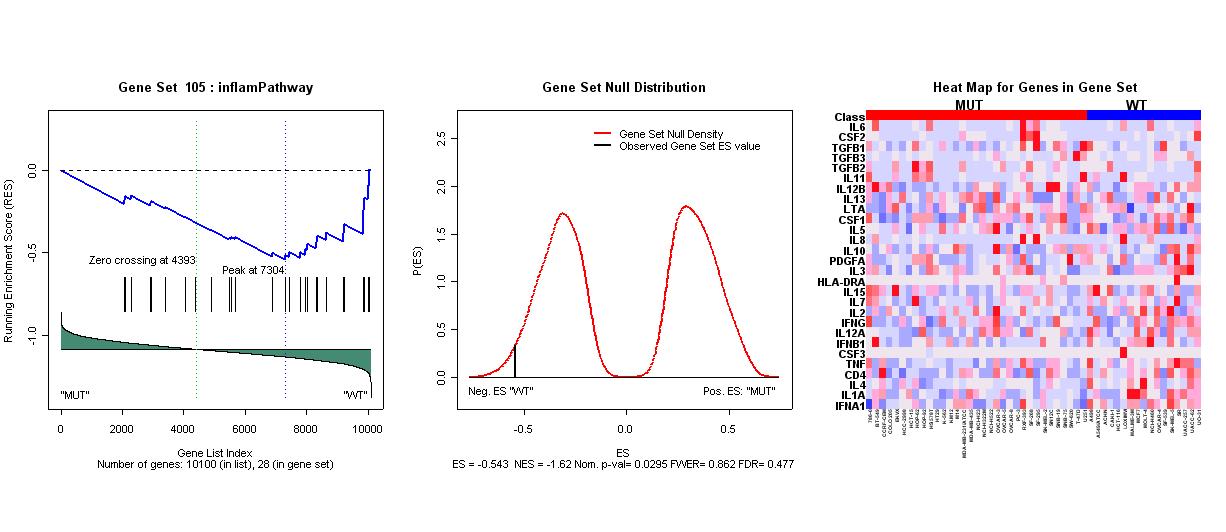 Gene Set 105 : inflamPathway
Running Enrichment Score (RES)
0.0
-0.5
-1.0
Zero crossing at 4393
Peak at 7304
"MUT"
"WT"
0
2000
4000
6000
8000
10000
Gene List Index
Number of genes: 10100 (in list), 28 (in gene set)
Gene Set Null Distribution
P(ES)
0.0
0.5
1.0
1.5
2.0
2.5
Gene Set Null Density
Observed Gene Set ES value
Neg. ES "WT"
Pos. ES: "MUT"
-0.5
0.0
0.5
ES
ES = -0.543 NES = -1.62 Nom. p-val= 0.0295 FWER= 0.862 FDR= 0.477
Heat Map for Genes in Gene Set
MUT
WT
Class
IL6
CSF2
TGFB1
TGFB3
TGFB2
IL11
IL12B
IL13
LTA
CSF1
IL5
IL8
IL10
PDGFA
IL3
HLA-DRA
IL15
IL7
IL2
IFNG
IL12A
IFNB1
CSF3
TNF
CD4
IL4
IL1A
IFNA1